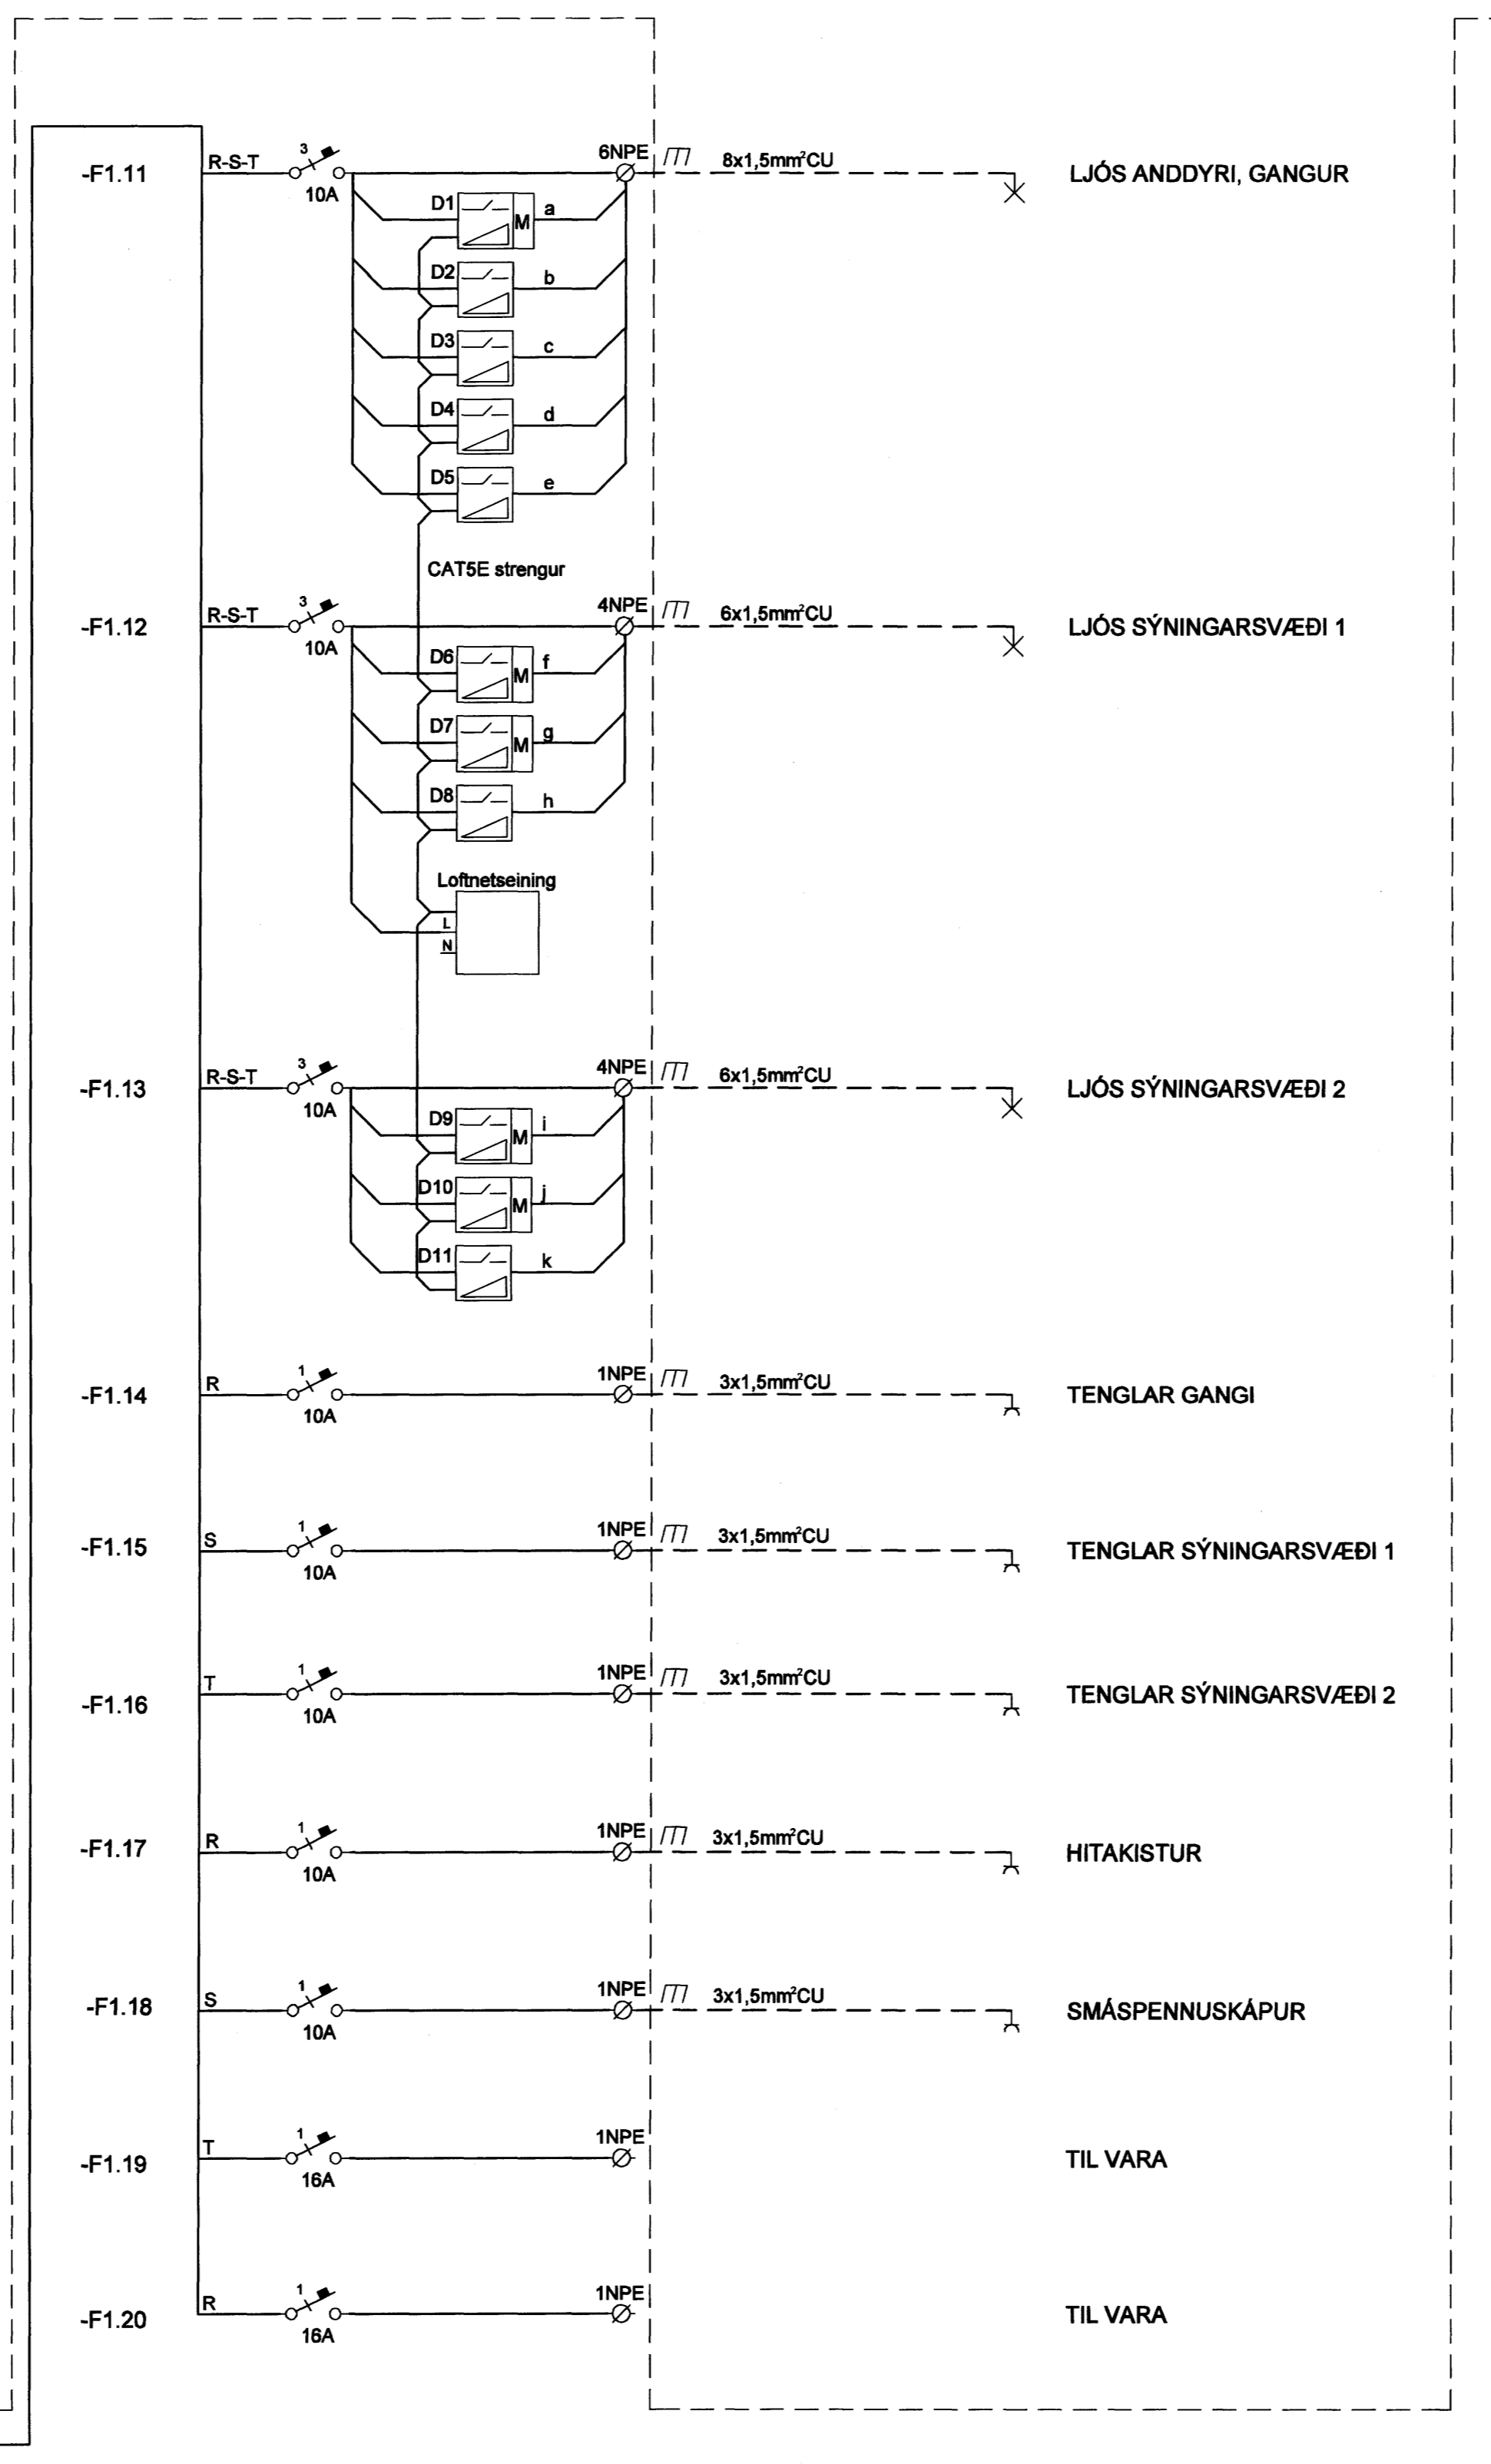 -F1.11 R-S-T 3 10A 6NPE 8x1,5mm²CU LJÓS ANDDYRI, GANGUR
D1 M a
D2 b
D3 c
D4 d
D5 e
CAT5E strengur
-F1.12 R-S-T 3 10A 4NPE 6x1,5mm²CU LJÓS SÝNINGARSVÆÐI 1
D6 M f
D7 M g
D8 h
Loftnetseining
L
N
-F1.13 R-S-T 3 10A 4NPE 6x1,5mm²CU LJÓS SÝNINGARSVÆÐI 2
D9 M i
D10 M j
D11 k
-F1.14 R 1 10A 1NPE 3x1,5mm²CU TENGLAR GANGI
-F1.15 S 1 10A 1NPE 3x1,5mm²CU TENGLAR SÝNINGARSVÆÐI 1
-F1.16 T 1 10A 1NPE 3x1,5mm²CU TENGLAR SÝNINGARSVÆÐI 2
-F1.17 R 1 10A 1NPE 3x1,5mm²CU HITAKISTUR
-F1.18 S 1 10A 1NPE 3x1,5mm²CU SMÁSPENNUSKÁPUR
-F1.19 T 1 16A 1NPE TIL VARA
-F1.20 R 1 16A 1NPE TIL VARA